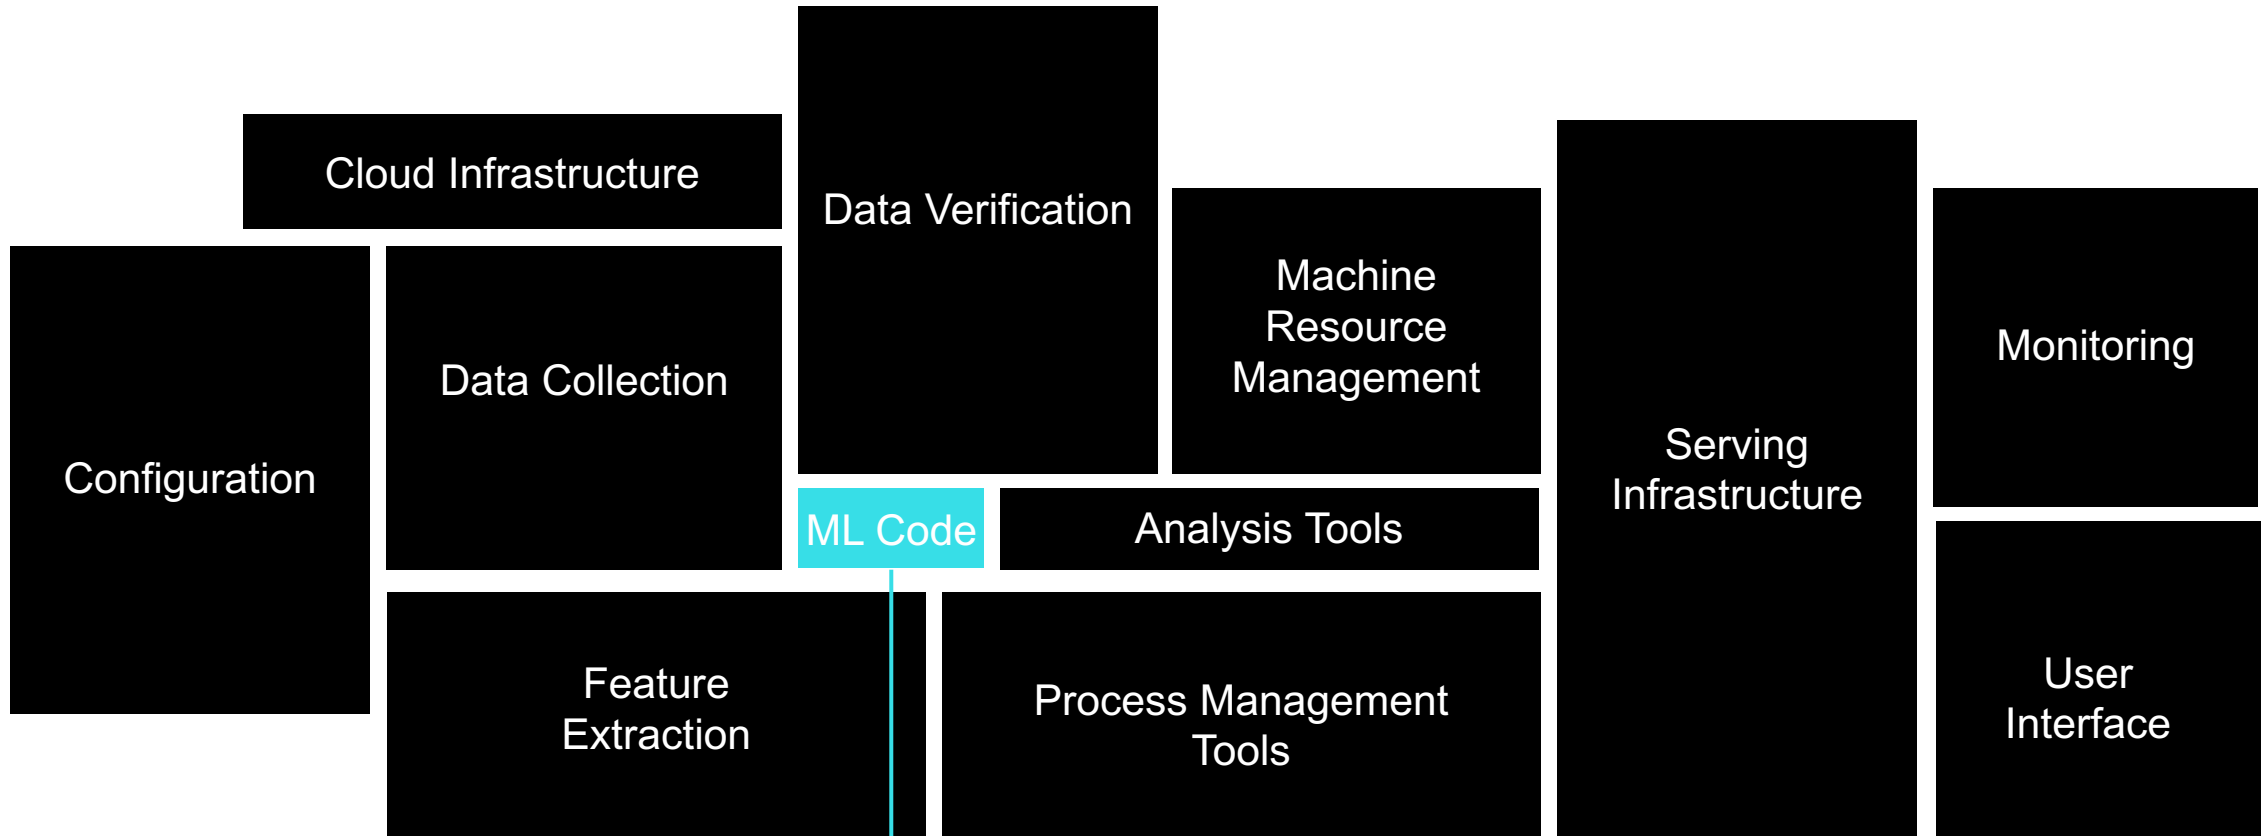 Cloud Infrastructure
Data Verification
Machine
Resource
Management
Monitoring
Data Collection
Configuration
Serving
Infrastructure
ML Code
Analysis Tools
Feature
Extraction
Process Management
Tools
User
Interface